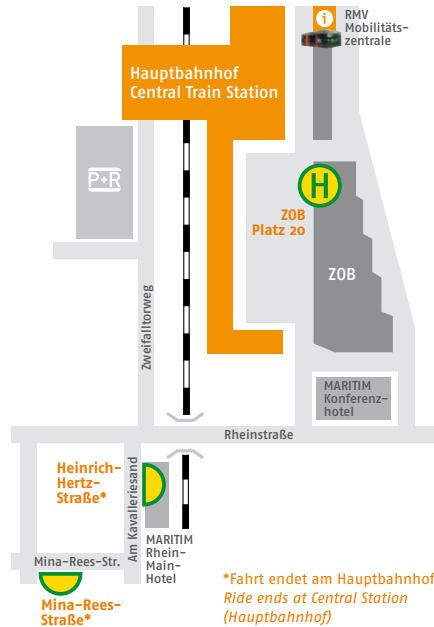 i
RMV
Mobilitäts-
zentrale
Hauptbahnhof
Central Train Station
P+R
H
ZOB
Platz 20
ZOB
Zweifalltorweg
MARITIM
Konferenz-
hotel
Rheinstraße
Heinrich-
Hertz-
Straße*
Am Kavalleriesand
MARITIM
Rhein-
Main-
Hotel
Mina-Rees-Str.
Mina-Rees-
Straße*
*Fahrt endet am Hauptbahnhof
Ride ends at Central Station
(Hauptbahnhof)